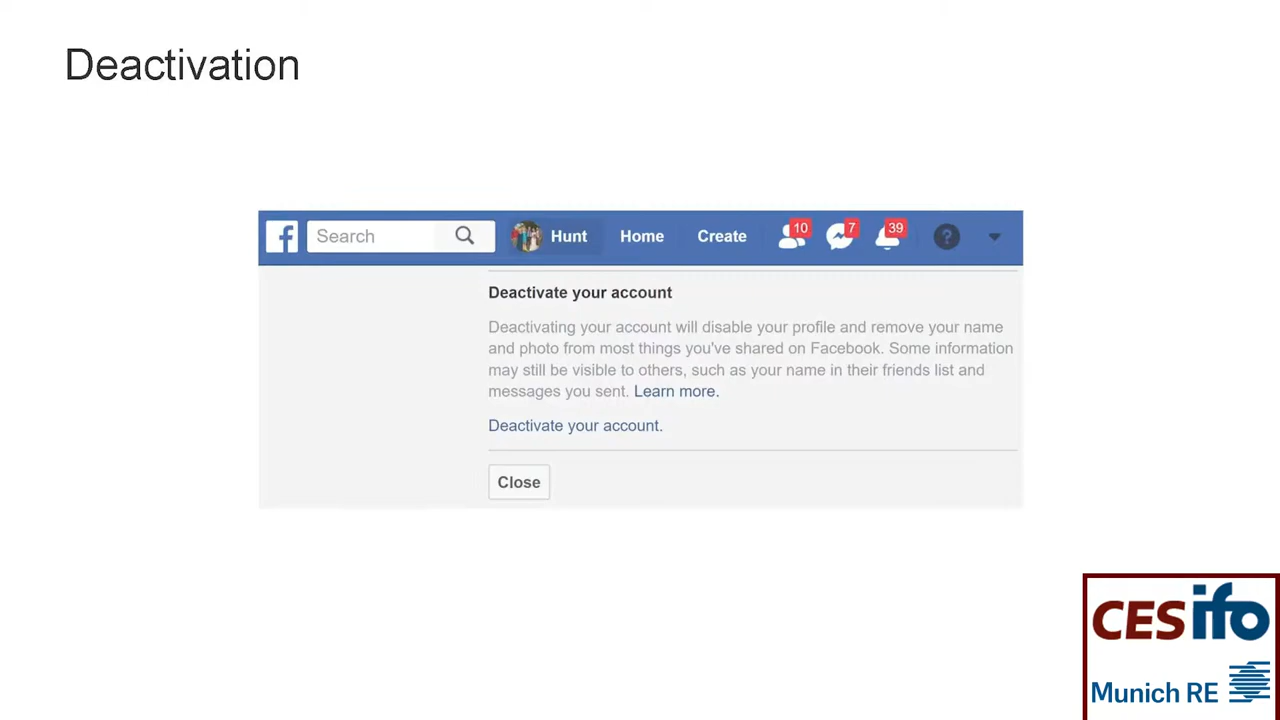 Deactivation
Search
Hunt
Home
Create
10
7
39
?
Deactivate your account
Deactivating your account will disable your profile and remove your name
and photo from most things you've shared on Facebook. Some information
may still be visible to others, such as your name in their friends list and
messages you sent. Learn more.
Deactivate your account.
Close
CESifo
Munich RE